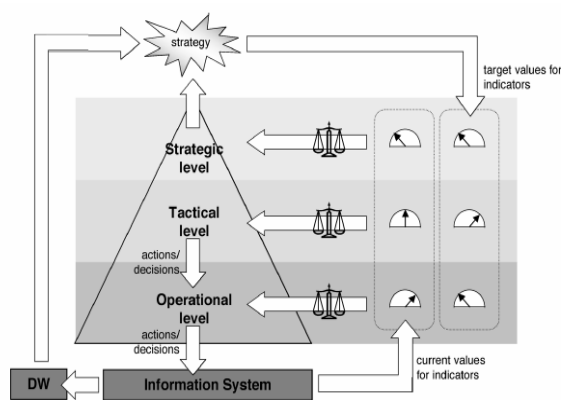 strategy
target values for
indicators
Strategic
level
Tactical
level
actions/
decisions
Operational
level
actions/
decisions
current values
for indicators
DW
Information System